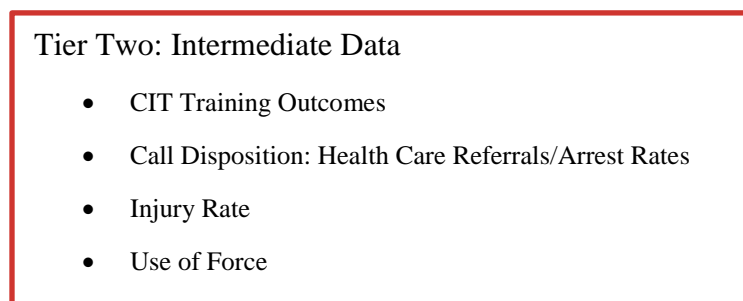 Tier Two: Intermediate Data
• CIT Training Outcomes
• Call Disposition: Health Care Referrals/Arrest Rates
• Injury Rate
• Use of Force